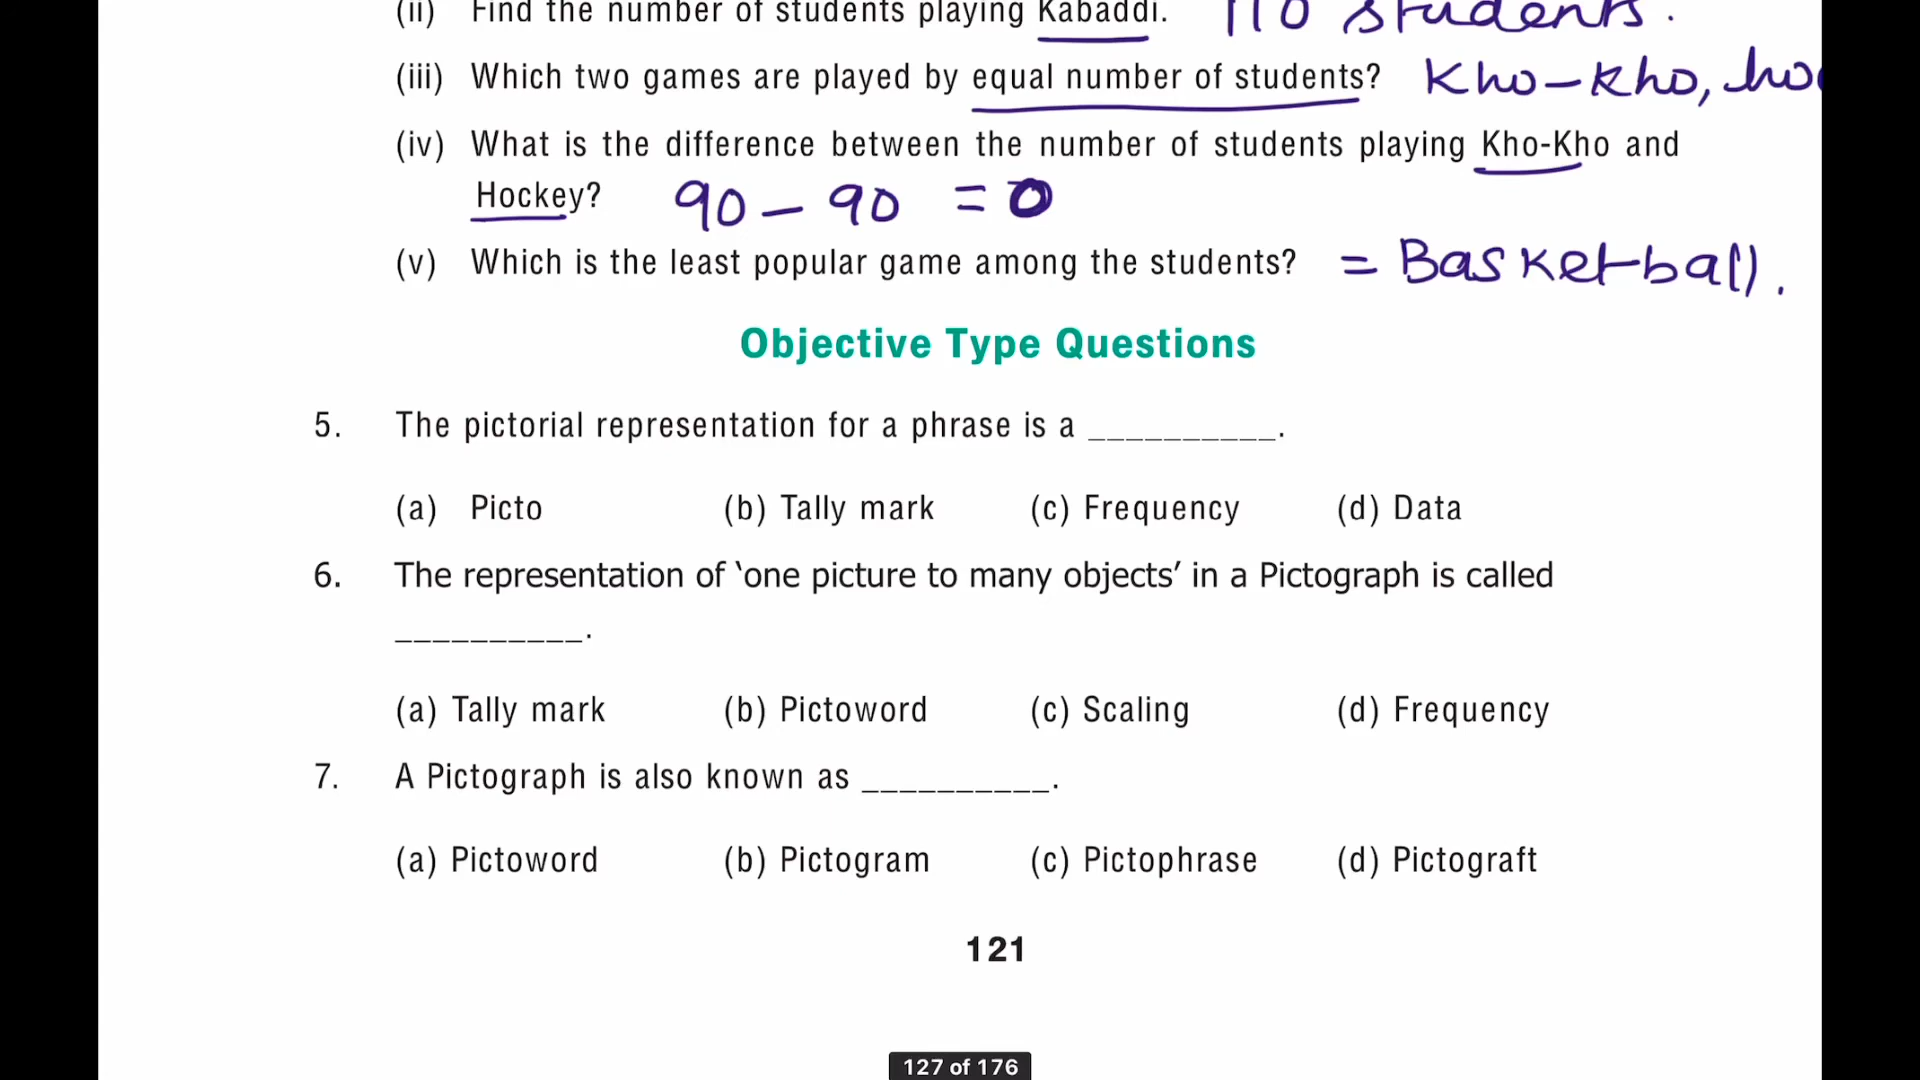 (ii) Find the number of students playing Kabaddi. 110 students.
(iii) Which two games are played by equal number of students? Kho-Kho,
(iv) What is the difference between the number of students playing Kho-Kho and
Hockey? 90 - 90 = 0
(v) Which is the least popular game among the students? = Basketball.
Objective Type Questions
5. The pictorial representation for a phrase is a __________.
(a) Picto (b) Tally mark (c) Frequency (d) Data
6. The representation of ‘one picture to many objects’ in a Pictograph is called
__________.
(a) Tally mark (b) Pictoword (c) Scaling (d) Frequency
7. A Pictograph is also known as __________.
(a) Pictoword (b) Pictogram (c) Pictophrase (d) Pictograft
121
127 of 176